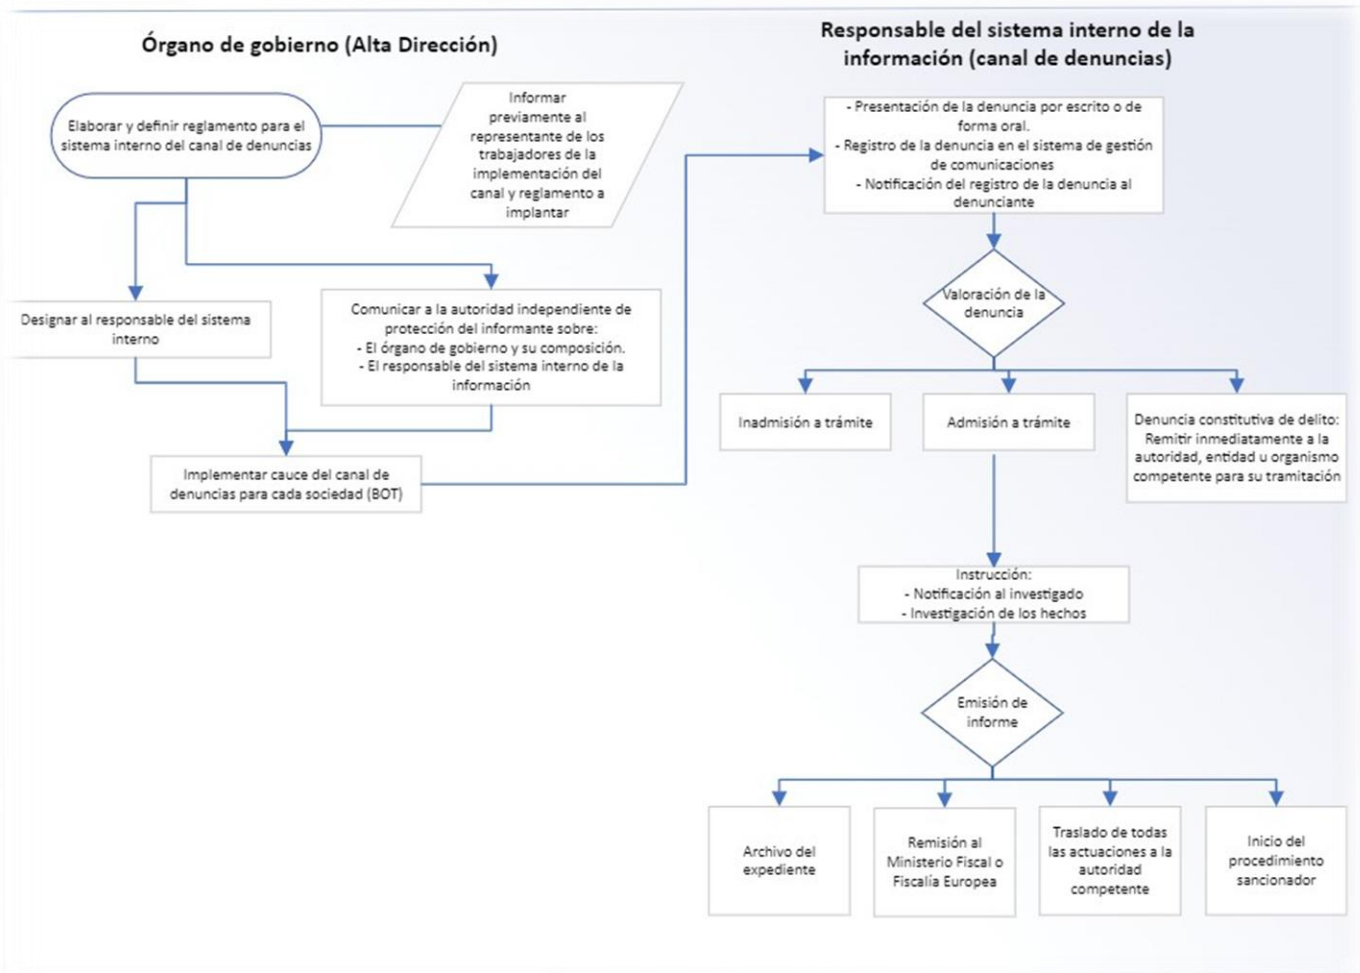 Órgano de gobierno (Alta Dirección)
Elaborar y definir reglamento para el
sistema interno del canal de denuncias
Informar
previamente al
representante de los
trabajadores de la
implementación del
canal y reglamento a
implantar
Designar al responsable del sistema
interno
Comunicar a la autoridad independiente de
protección del informante sobre:
- El órgano de gobierno y su composición.
- El responsable del sistema interno de la
información
Implementar cauce del canal de
denuncias para cada sociedad (BOT)
Responsable del sistema interno de la
información (canal de denuncias)
- Presentación de la denuncia por escrito o de
forma oral.
- Registro de la denuncia en el sistema de gestión
de comunicaciones
- Notificación del registro de la denuncia al
denunciante
Valoración de la
denuncia
Inadmisión a trámite
Admisión a trámite
Denuncia constitutiva de delito:
Remitir inmediatamente a la
autoridad, entidad u organismo
competente para su tramitación
Instrucción:
- Notificación al investigado
- Investigación de los hechos
Emisión de
informe
Archivo del
expediente
Remisión al
Ministerio Fiscal o
Fiscalía Europea
Traslado de todas
las actuaciones a la
autoridad
competente
Inicio del
procedimiento
sancionador